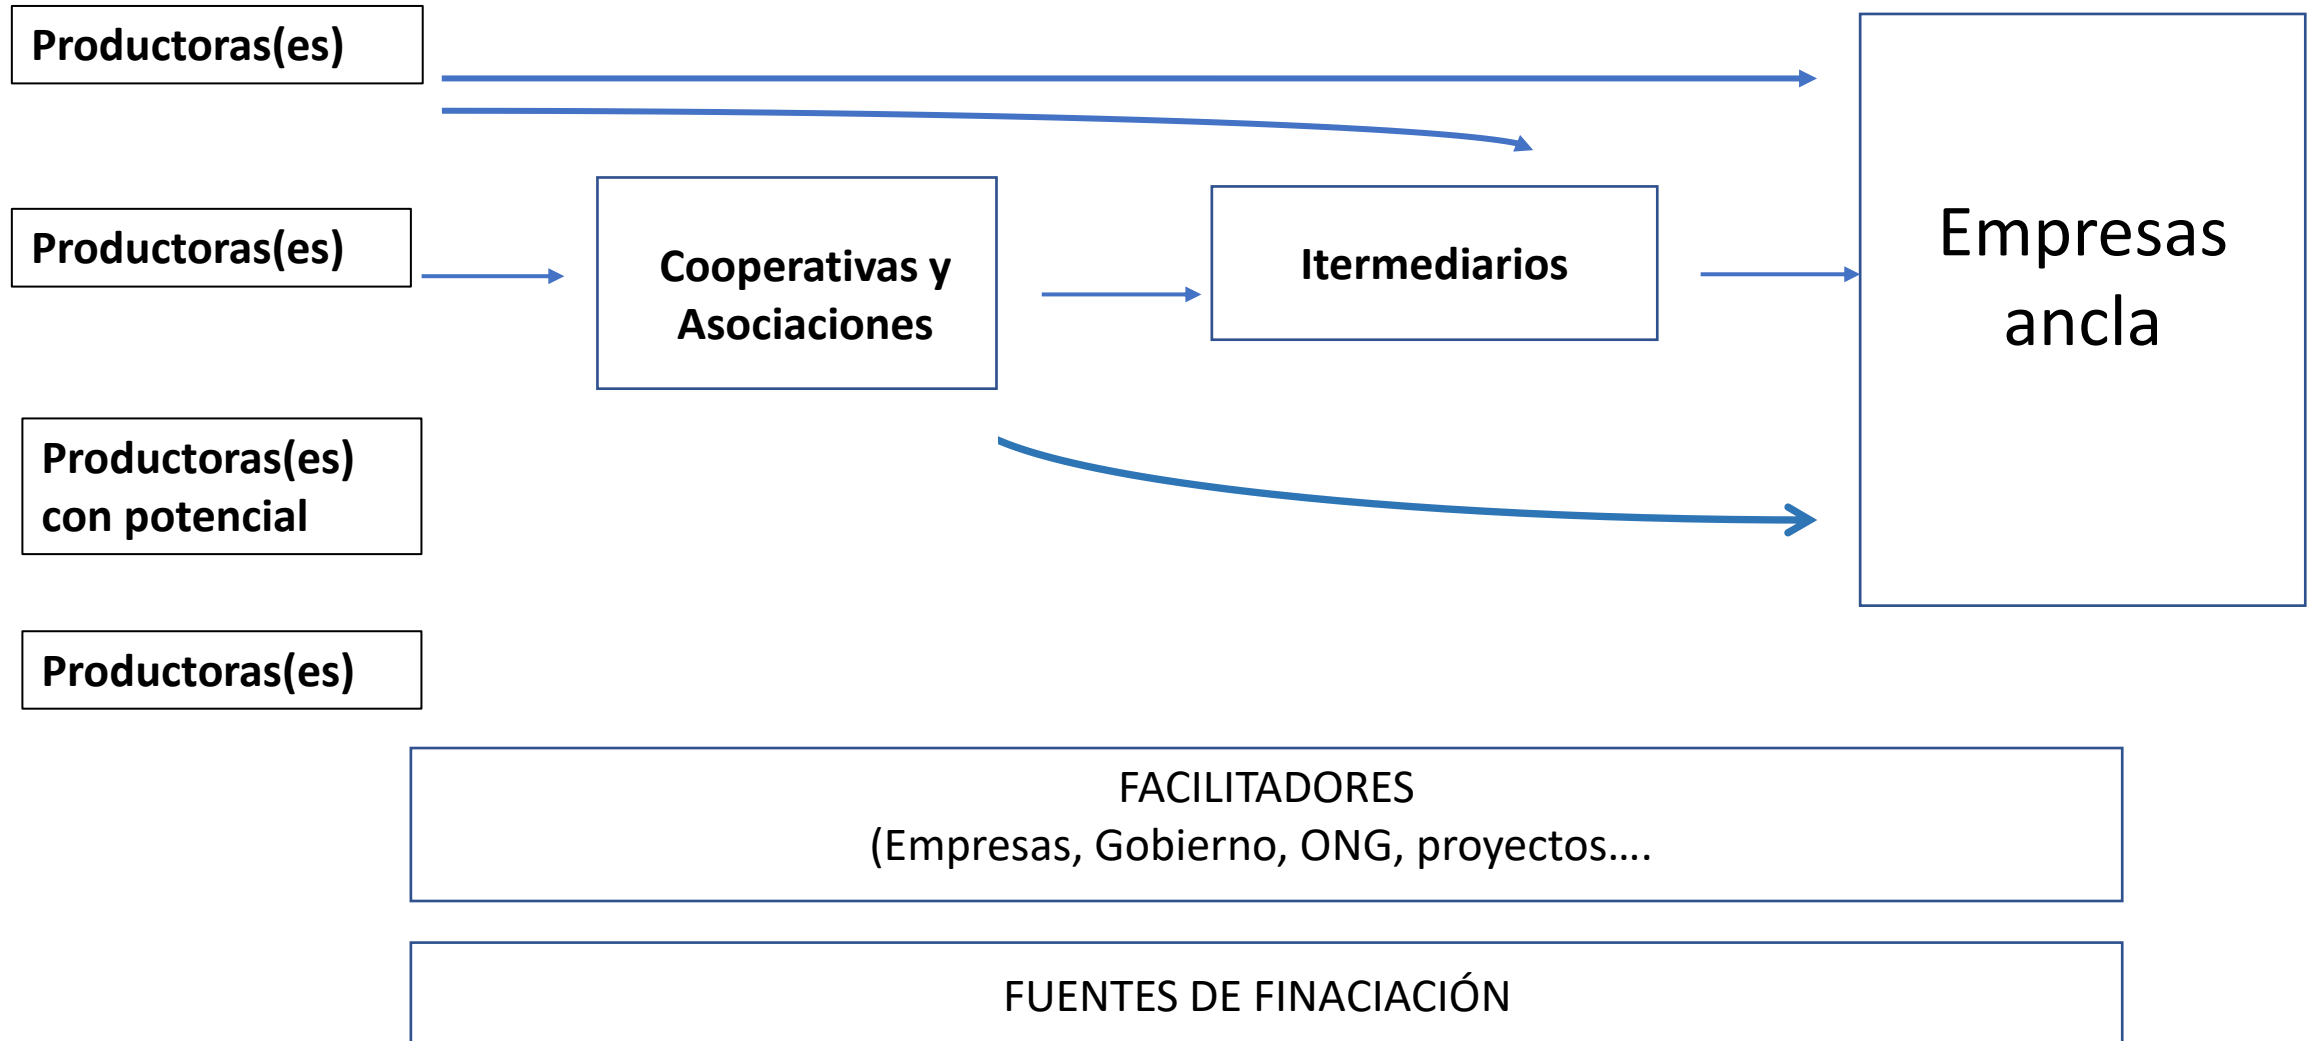 Productoras(es)
Productoras(es)
Cooperativas y
Asociaciones
Itermediarios
Empresas
ancla
Productoras(es)
con potencial
Productoras(es)
FACILITADORES
(Empresas, Gobierno, ONG, proyectos....
FUENTES DE FINACIACIÓN